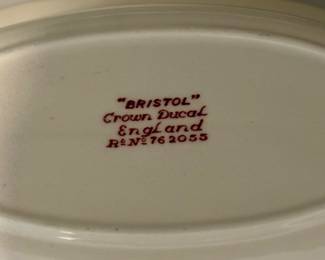 "BRISTOL"
Crown Ducal
England
Rd No 762055